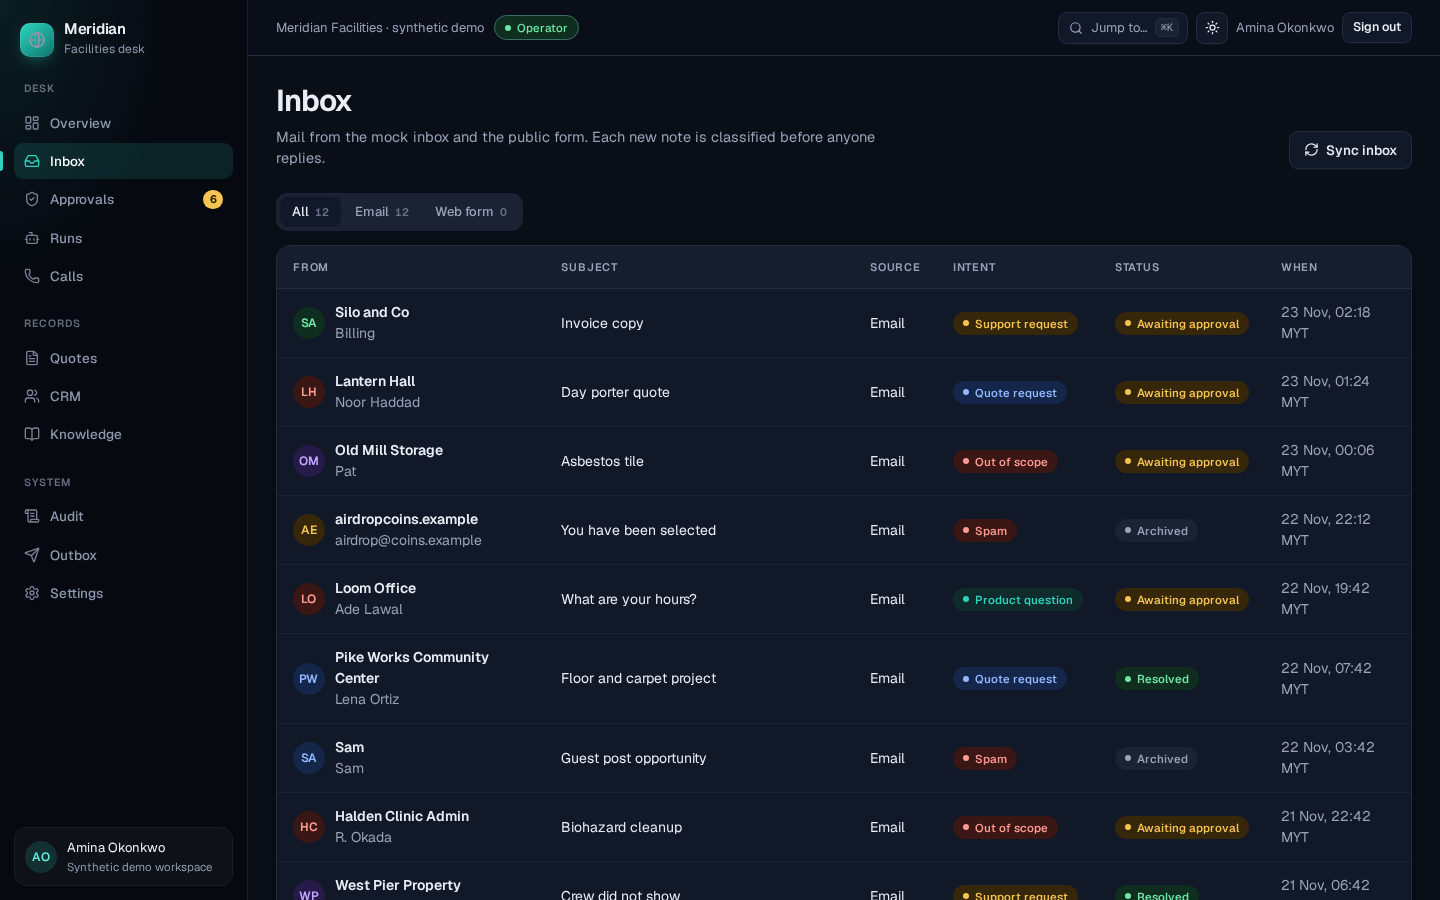 Meridian
Facilities desk
DESK
Overview
Inbox
Approvals 6
Runs
Calls
RECORDS
Quotes
CRM
Knowledge
SYSTEM
Audit
Outbox
Settings
AO Amina Okonkwo
Synthetic demo workspace
Meridian Facilities · synthetic demo Operator Jump to... ⌘K Amina Okonkwo Sign out
Inbox
Mail from the mock inbox and the public form. Each new note is classified before anyone
replies.
Sync inbox
All 12 Email 12 Web form 0
FROM SUBJECT SOURCE INTENT STATUS WHEN
SA Silo and Co
Billing
Invoice copy Email Support request Awaiting approval 23 Nov, 02:18
MYT
LH Lantern Hall
Noor Haddad
Day porter quote Email Quote request Awaiting approval 23 Nov, 01:24
MYT
OM Old Mill Storage
Pat
Asbestos tile Email Out of scope Awaiting approval 23 Nov, 00:06
MYT
AE airdropcoins.example
airdrop@coins.example
You have been selected Email Spam Archived 22 Nov, 22:12
MYT
LO Loom Office
Ade Lawal
What are your hours? Email Product question Awaiting approval 22 Nov, 19:42
MYT
PW Pike Works Community
Center
Lena Ortiz
Floor and carpet project Email Quote request Resolved 22 Nov, 07:42
MYT
SA Sam
Sam
Guest post opportunity Email Spam Archived 22 Nov, 03:42
MYT
HC Halden Clinic Admin
R. Okada
Biohazard cleanup Email Out of scope Awaiting approval 21 Nov, 22:42
MYT
WP West Pier Property
Crew did not show Email Support request Resolved 21 Nov, 06:42